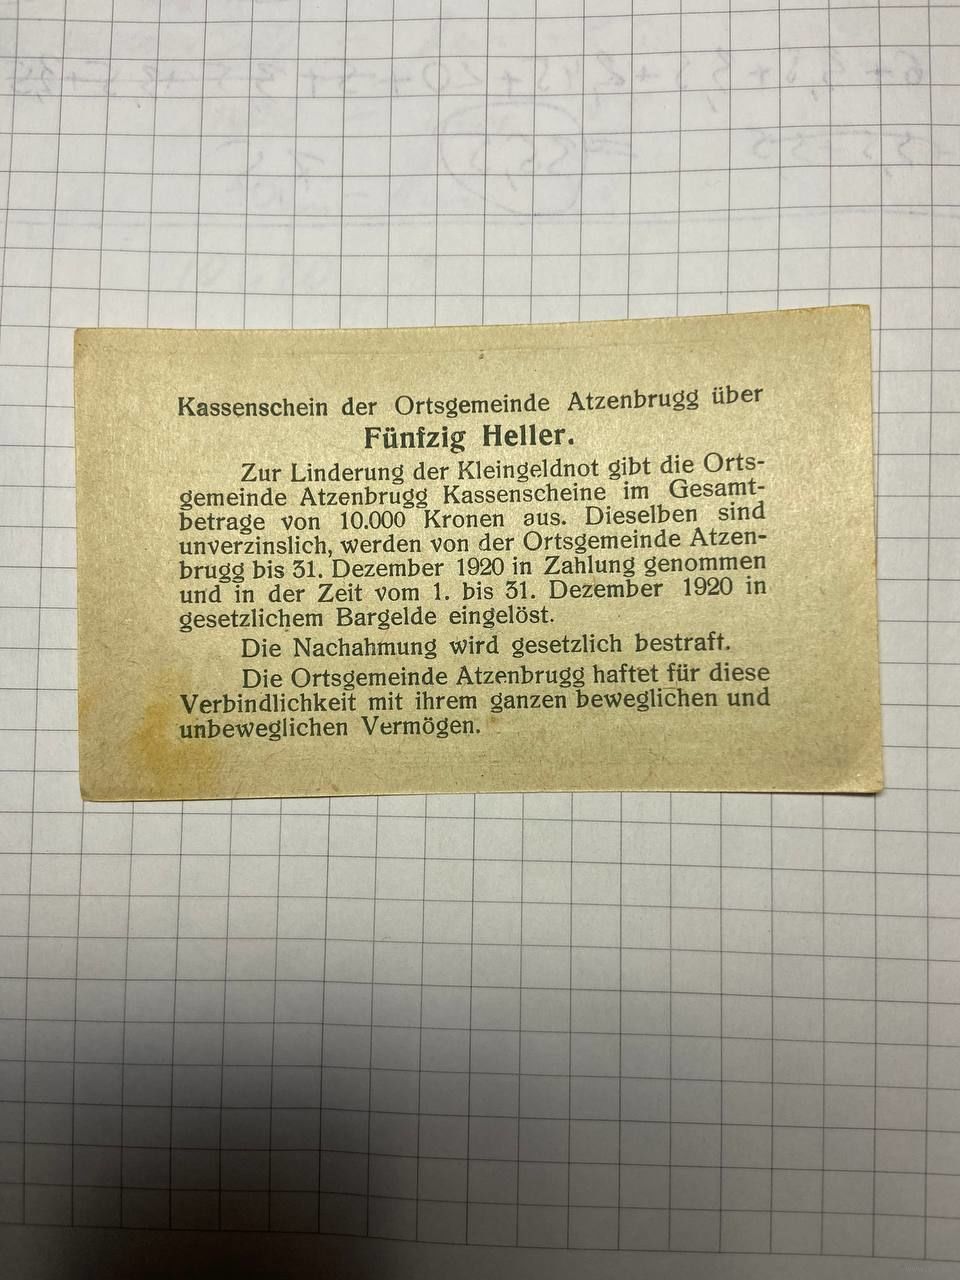 Kassenschein der Ortsgemeinde Atzenbrugg über
Fünfzig Heller.
Zur Linderung der Kleingeldnot gibt die Orts-
gemeinde Atzenbrugg Kassenscheine im Gesamt-
betrage von 10.000 Kronen aus. Dieselben sind
unverzinslich, werden von der Ortsgemeinde Atzen-
brugg bis 31. Dezember 1920 in Zahlung genommen
und in der Zeit vom 1. bis 31. Dezember 1920 in
gesetzlichem Bargelde eingelöst.
Die Nachahmung wird gesetzlich bestraft.
Die Ortsgemeinde Atzenbrugg haftet für diese
Verbindlichkeit mit ihrem ganzen beweglichen und
unbeweglichen Vermögen.